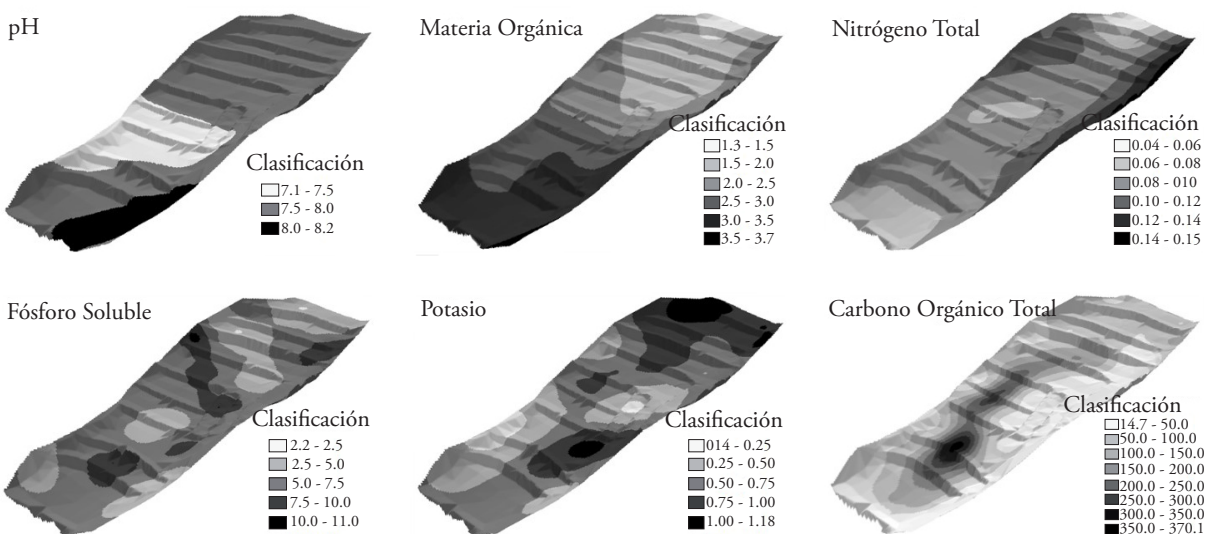 pH
Clasificación
7.1 - 7.5
7.5 - 8.0
8.0 - 8.2
Materia Orgánica
Clasificación
1.3 - 1.5
1.5 - 2.0
2.0 - 2.5
2.5 - 3.0
3.0 - 3.5
3.5 - 3.7
Nitrógeno Total
Clasificación
0.04 - 0.06
0.06 - 0.08
0.08 - 010
0.10 - 0.12
0.12 - 0.14
0.14 - 0.15
Fósforo Soluble
Clasificación
2.2 - 2.5
2.5 - 5.0
5.0 - 7.5
7.5 - 10.0
10.0 - 11.0
Potasio
Clasificación
014 - 0.25
0.25 - 0.50
0.50 - 0.75
0.75 - 1.00
1.00 - 1.18
Carbono Orgánico Total
Clasificación
14.7 - 50.0
50.0 - 100.0
100.0 - 150.0
150.0 - 200.0
200.0 - 250.0
250.0 - 300.0
300.0 - 350.0
350.0 - 370.1